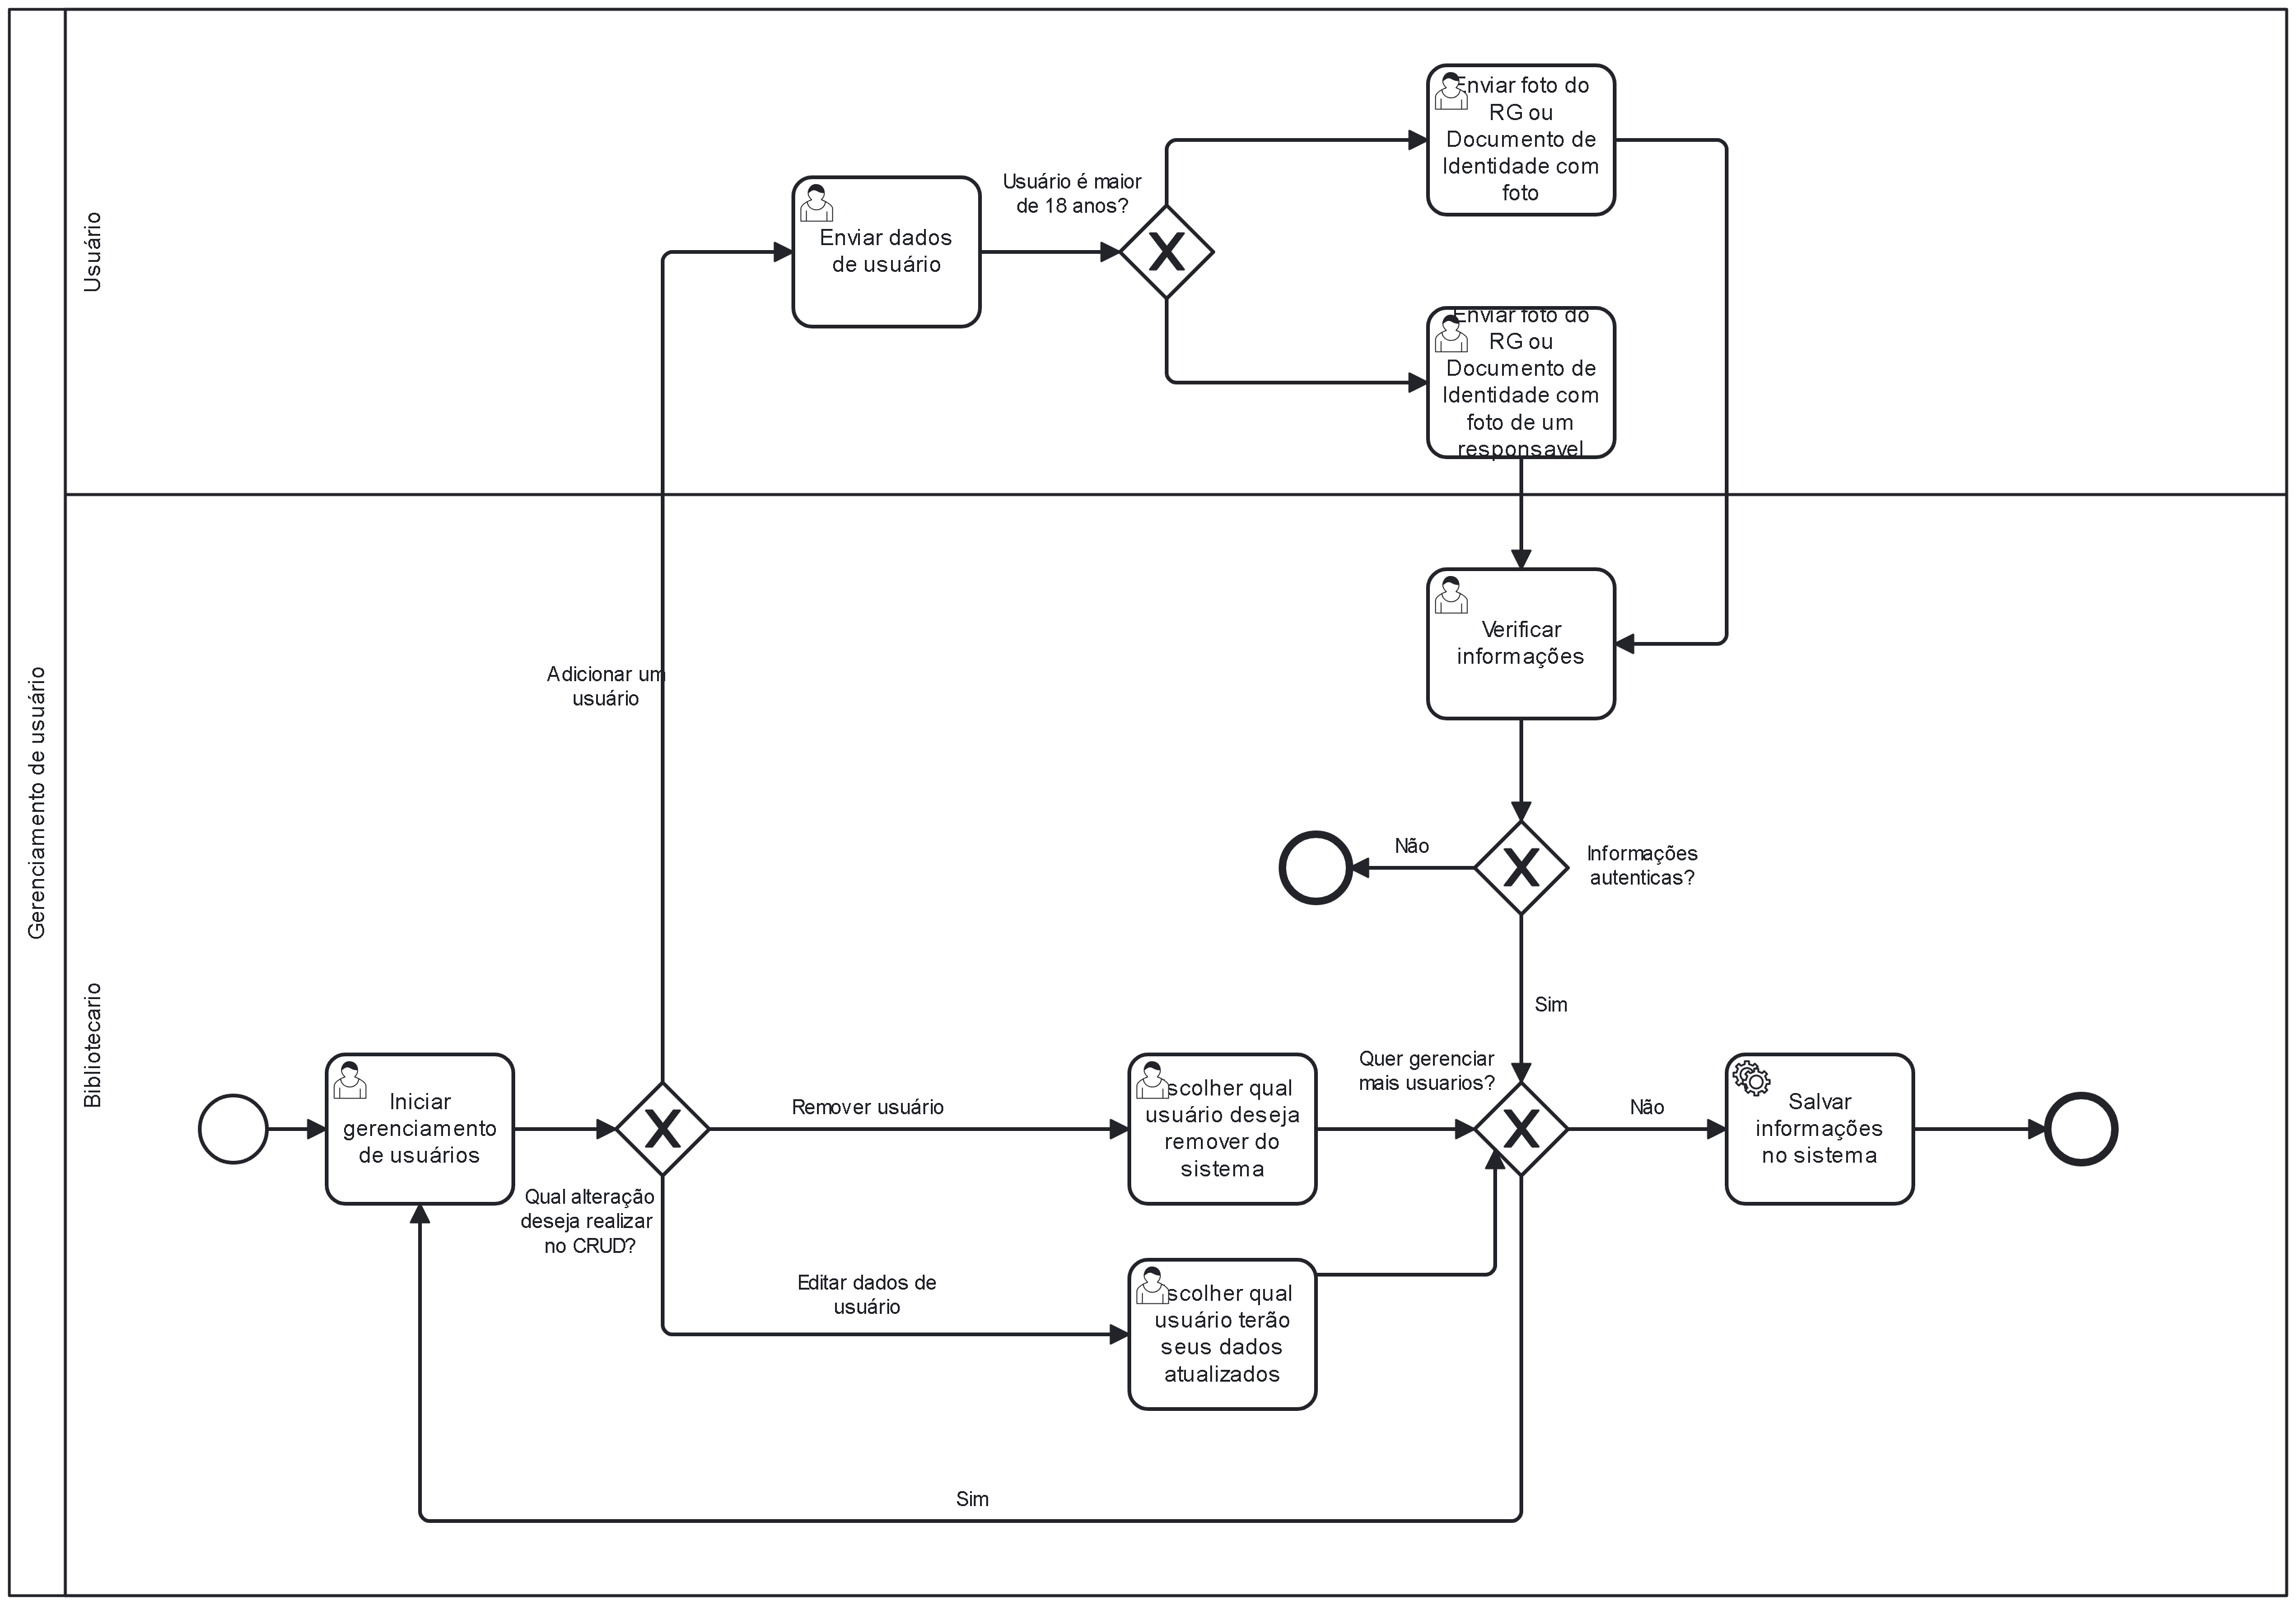 Gerenciamento de usuário
Usuário
Enviar dados
de usuário
Usuário é maior
de 18 anos?
Enviar foto do
RG ou
Documento de
Identidade com
foto
Enviar foto do
RG ou
Documento de
Identidade com
foto de um
responsavel
Bibliotecario
Adicionar um
usuário
Verificar
informações
Não
Informações
autenticas?
Sim
Iniciar
gerenciamento
de usuários
Qual alteração
deseja realizar
no CRUD?
Remover usuário
scolher qual
usuário deseja
remover do
sistema
Quer gerenciar
mais usuarios?
Não
Salvar
informações
no sistema
Editar dados de
usuário
scolher qual
usuário terão
seus dados
atualizados
Sim